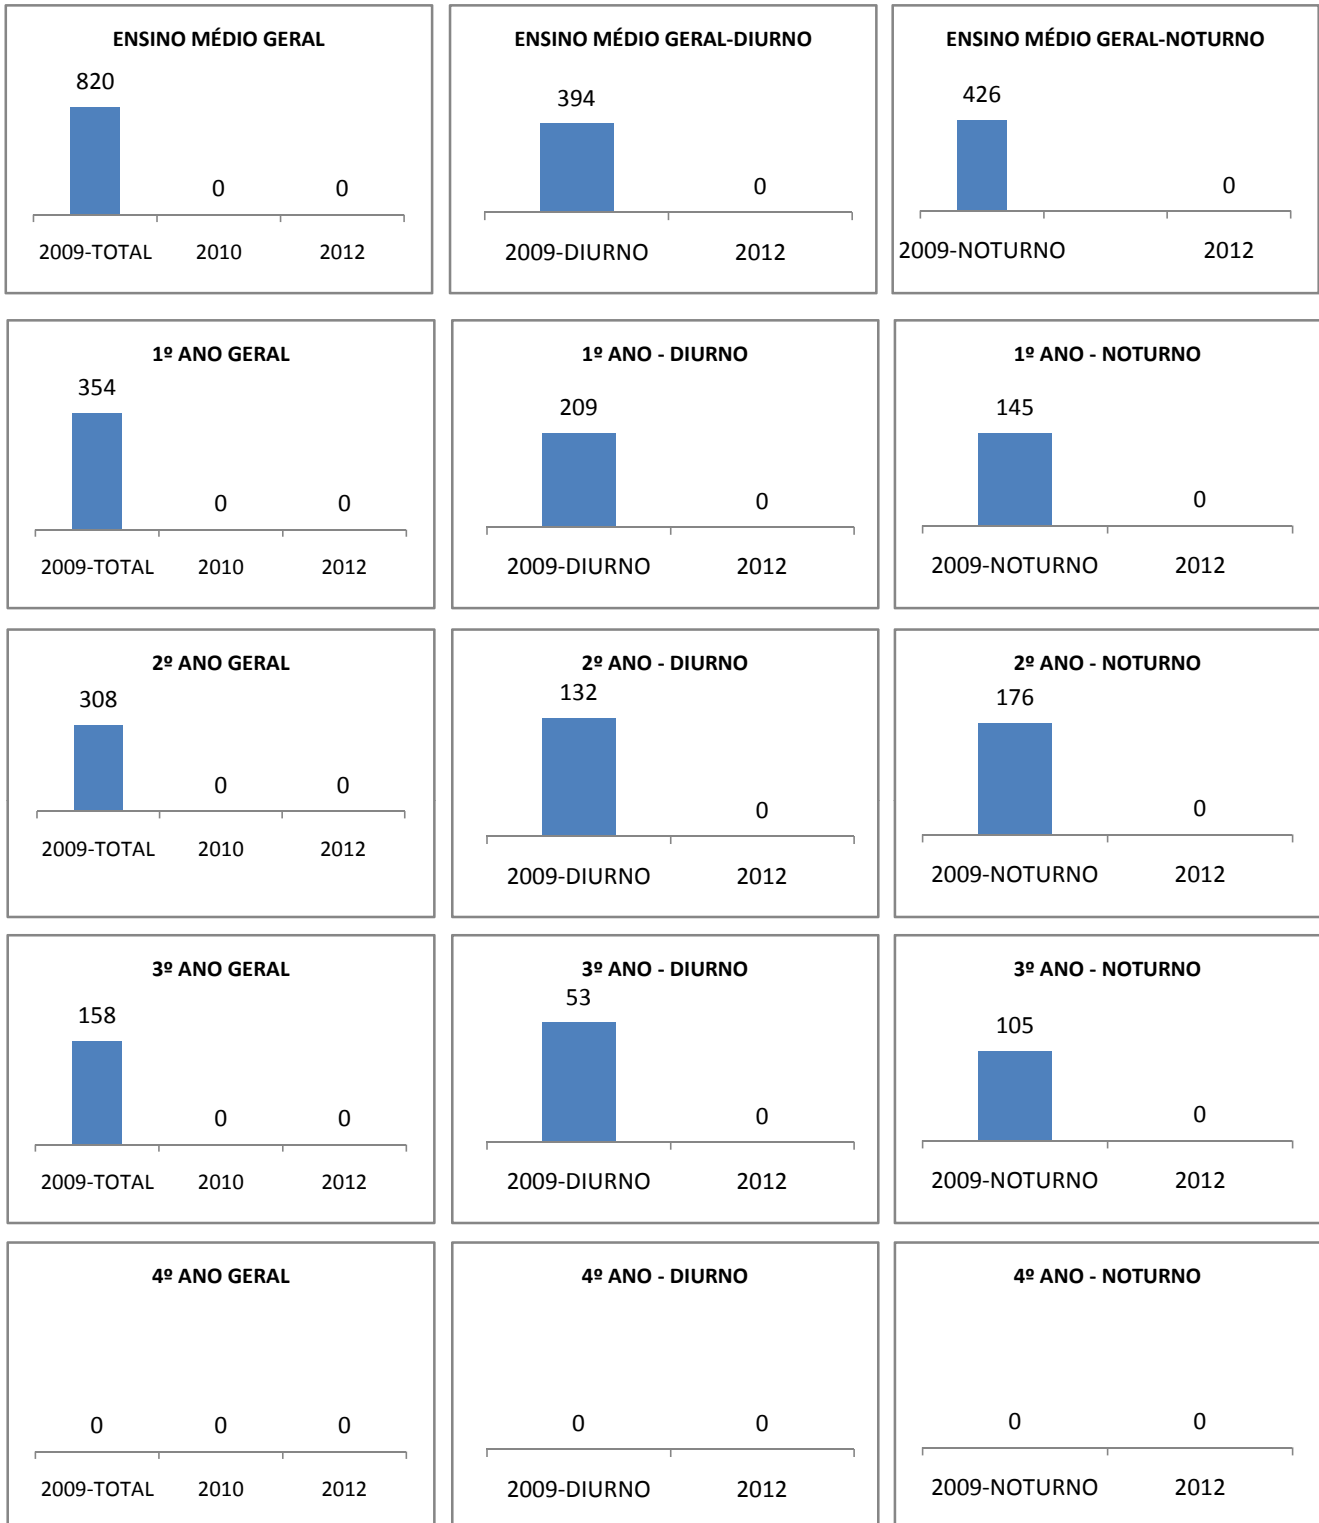 ENSINO MÉDIO GERAL
820
0
0
2009-TOTAL 2010 2012
ENSINO MÉDIO GERAL-DIURNO
394
0
2009-DIURNO 2012
ENSINO MÉDIO GERAL-NOTURNO
426
0
2009-NOTURNO 2012
1º ANO GERAL
354
0
0
2009-TOTAL 2010 2012
1º ANO - DIURNO
209
0
2009-DIURNO 2012
1º ANO - NOTURNO
145
0
2009-NOTURNO 2012
2º ANO GERAL
308
0
0
2009-TOTAL 2010 2012
2º ANO - DIURNO
132
0
2009-DIURNO 2012
2º ANO - NOTURNO
176
0
2009-NOTURNO 2012
3º ANO GERAL
158
0
0
2009-TOTAL 2010 2012
3º ANO - DIURNO
53
0
2009-DIURNO 2012
3º ANO - NOTURNO
105
0
2009-NOTURNO 2012
4º ANO GERAL
0 0 0
2009-TOTAL 2010 2012
4º ANO - DIURNO
0 0
2009-DIURNO 2012
4º ANO - NOTURNO
0 0
2009-NOTURNO 2012